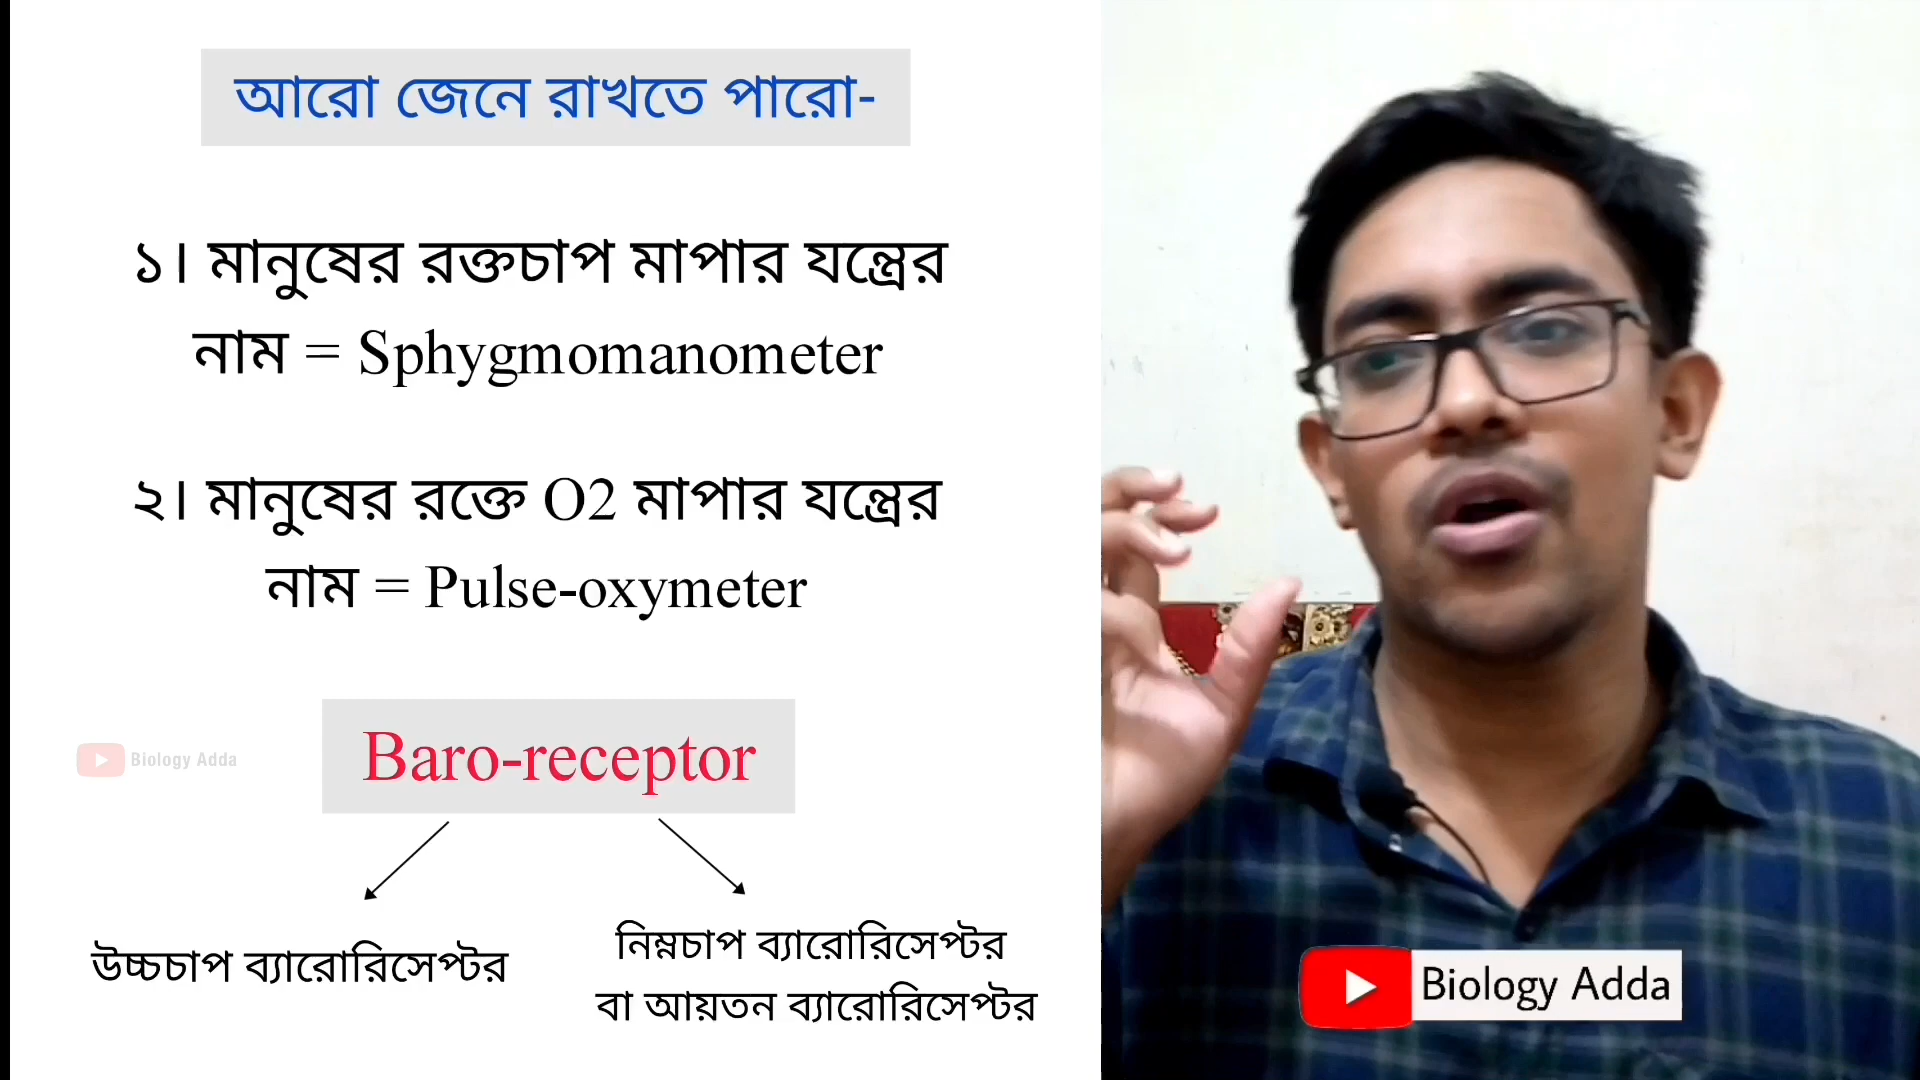 আরো জেনে রাখতে পারো-
১। মানুষের রক্তচাপ মাপার যন্ত্রের
নাম = Sphygmomanometer
২। মানুষের রক্তে O2 মাপার যন্ত্রের
নাম = Pulse-oxymeter
Baro-receptor
Biology Adda
উচ্চচাপ ব্যারোরিসেপ্টর
নিম্নচাপ ব্যারোরিসেপ্টর
বা আয়তন ব্যারোরিসেপ্টর
Biology Adda